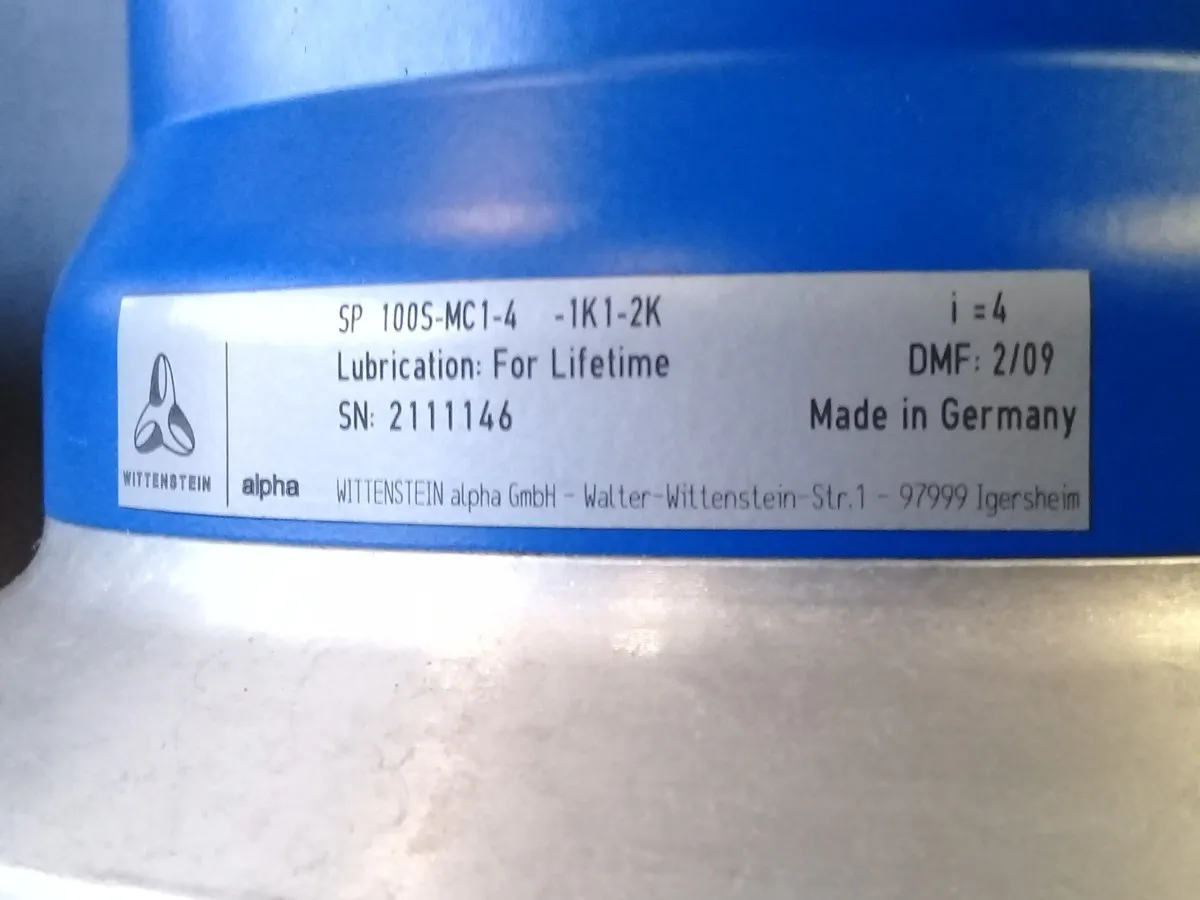 SP 100S-MC1-4 -1K1-2K i =4
Lubrication: For Lifetime DMF: 2/09
SN: 2111146 Made in Germany
WITTENSTEIN alpha WITTENSTEIN alpha GmbH - Walter-Wittenstein-Str.1 - 97999 Igersheim